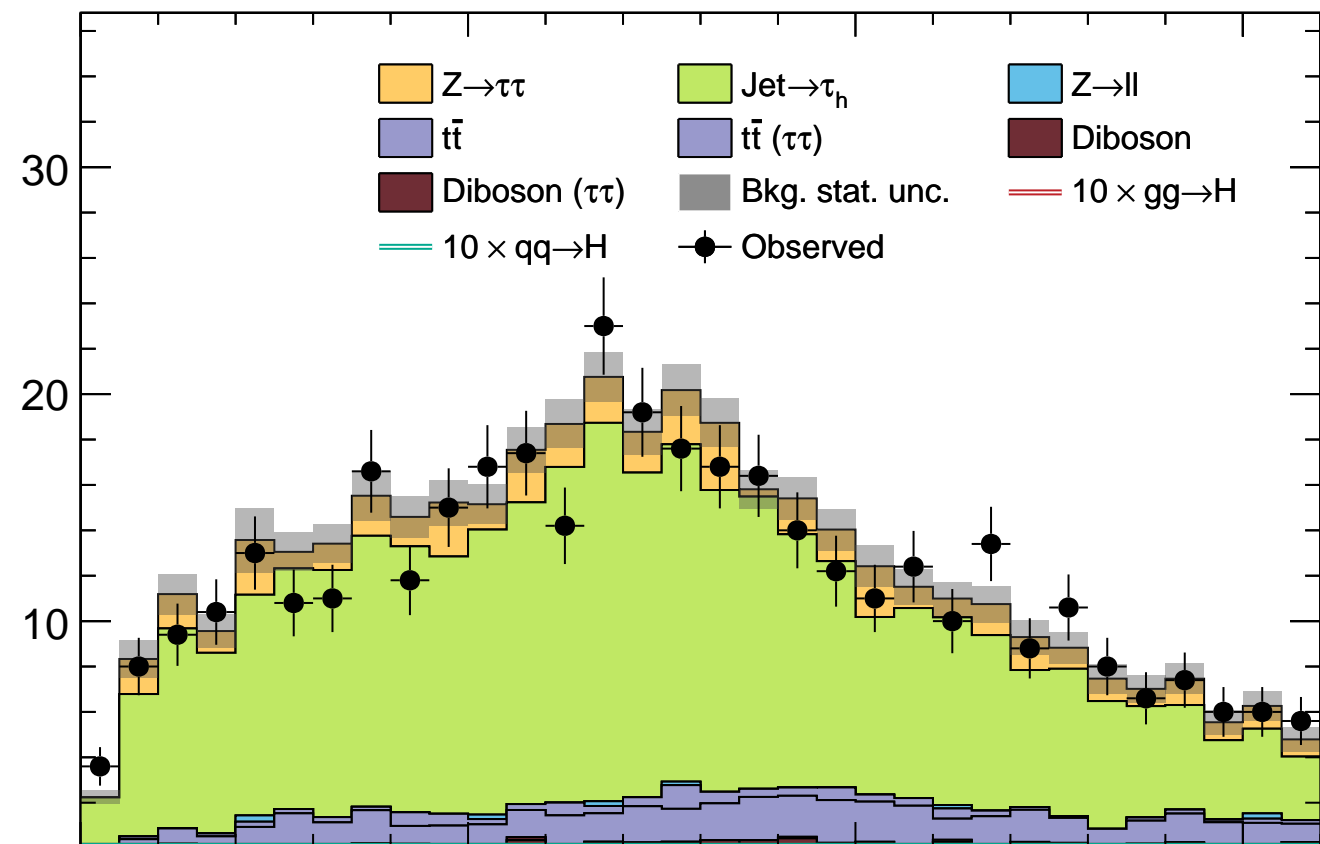 Z→ττ Jet→τh Z→ll
tt̄ tt̄ (ττ) Diboson
30
Diboson (ττ) Bkg. stat. unc. 10 × gg→H
10 × qq→H Observed
20
10